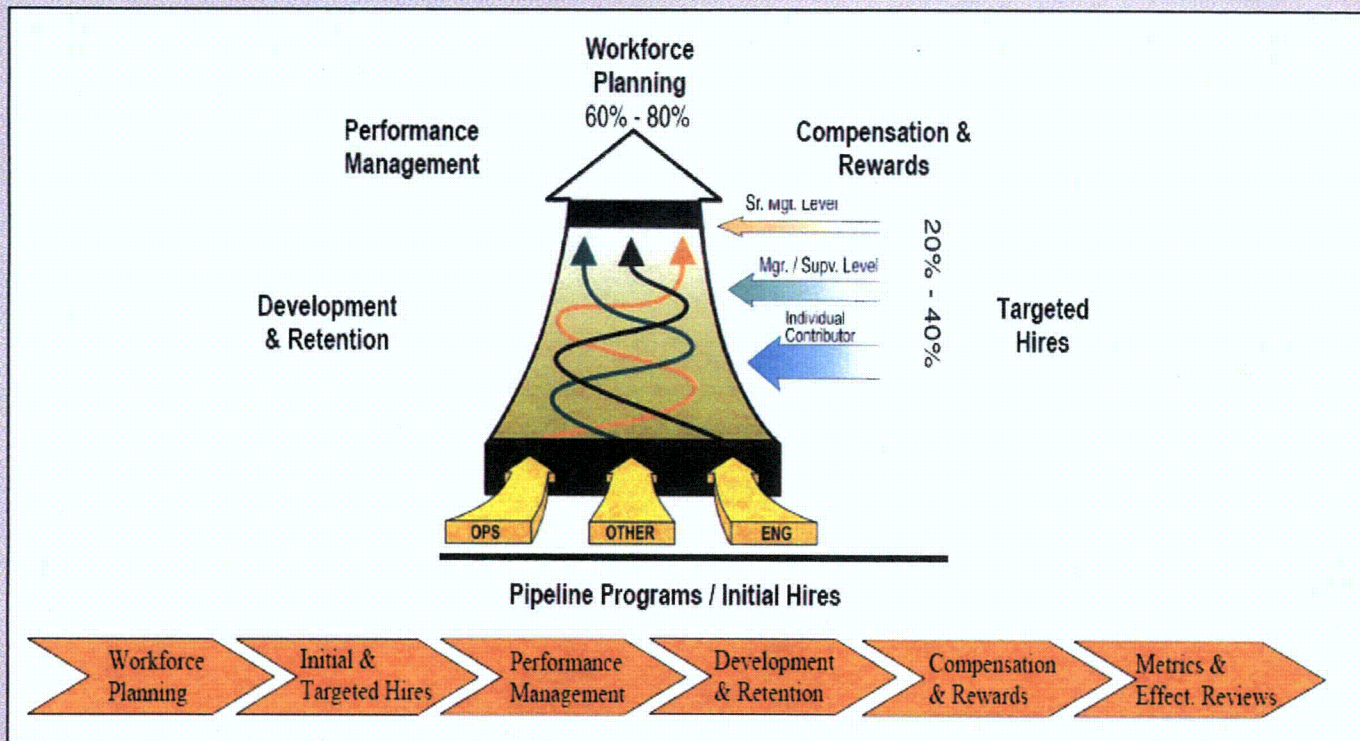 Workforce
Planning
60% - 80%
Performance
Management
Compensation &
Rewards
Sr. Mgt. Level
Mgr. / Supv. Level
Individual
Contributor
20% - 40%
Development
& Retention
Targeted
Hires
OPS
OTHER
ENG
Pipeline Programs / Initial Hires
Workforce
Planning
Initial &
Targeted Hires
Performance
Management
Development
& Retention
Compensation
& Rewards
Metrics &
Effect. Reviews